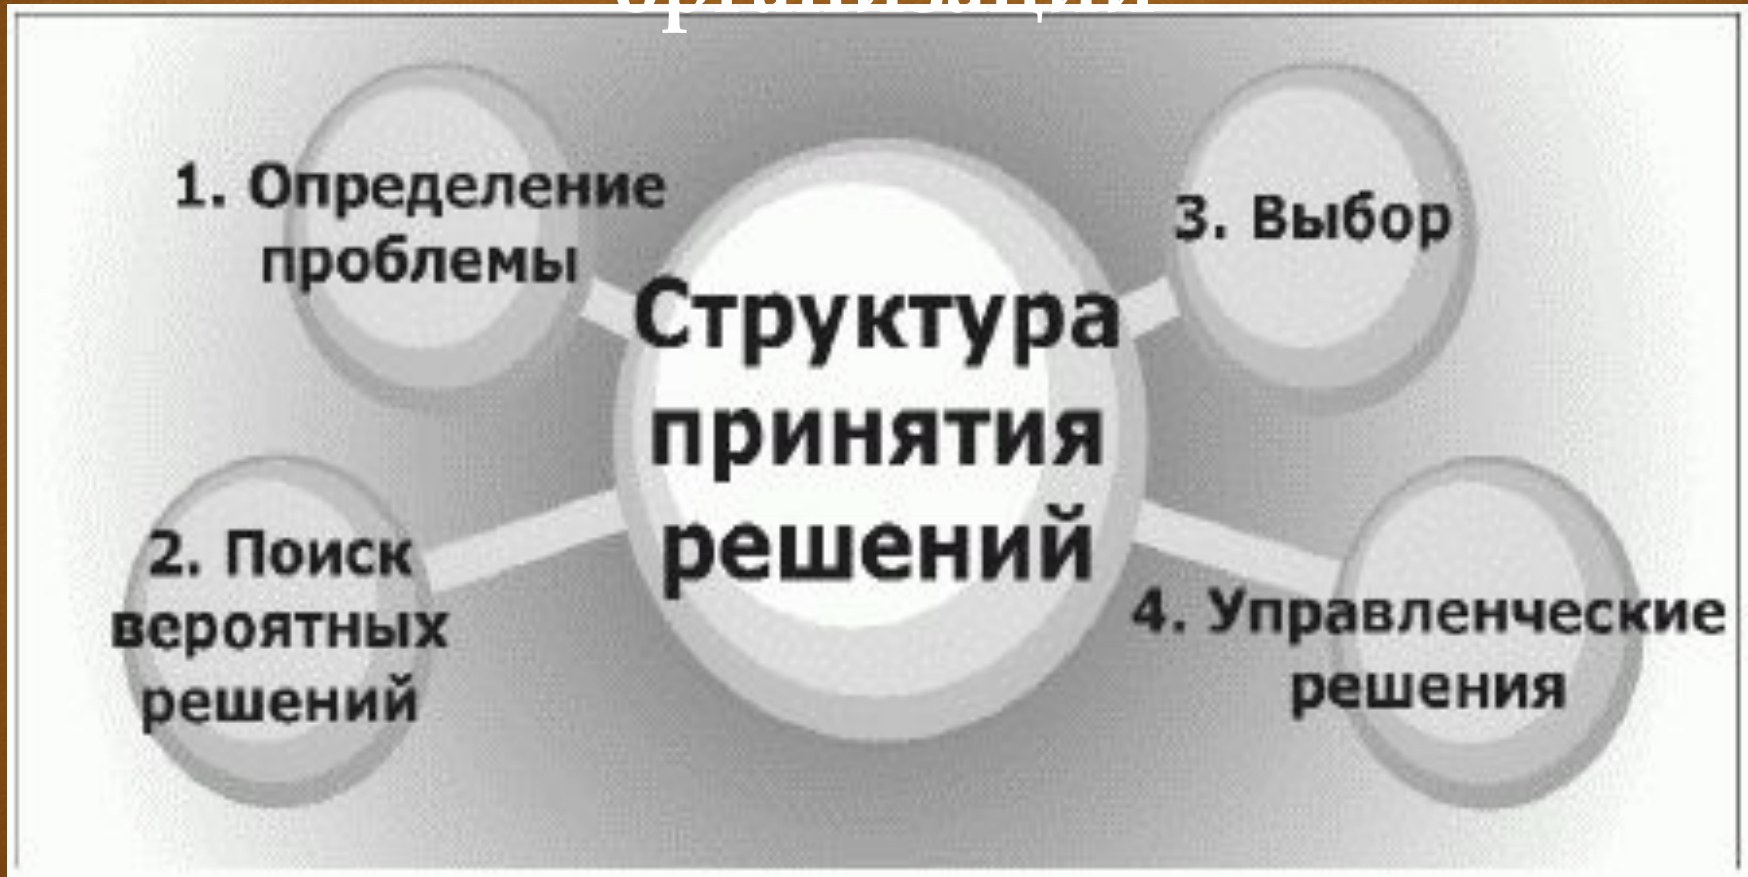 1. Определение
проблемы
2. Поиск
вероятных
решений
Структура
принятия
решений
3. Выбор
4. Управленческие
решения